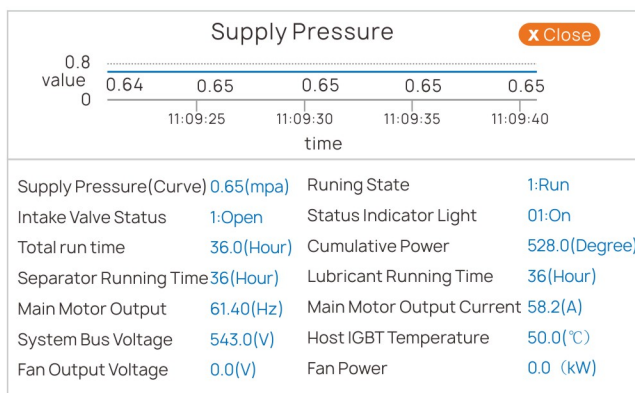 Supply Pressure
X Close
0.8
value
0
0.64 0.65 0.65 0.65 0.65
11:09:25 11:09:30 11:09:35 11:09:40
time
Supply Pressure(Curve) 0.65(mpa) Runing State 1:Run
Intake Valve Status 1:Open Status Indicator Light 01:On
Total run time 36.0(Hour) Cumulative Power 528.0(Degree)
Separator Running Time 36(Hour) Lubricant Running Time 36(Hour)
Main Motor Output 61.40(Hz) Main Motor Output Current 58.2(A)
System Bus Voltage 543.0(V) Host IGBT Temperature 50.0(℃)
Fan Output Voltage 0.0(V) Fan Power 0.0（kW)